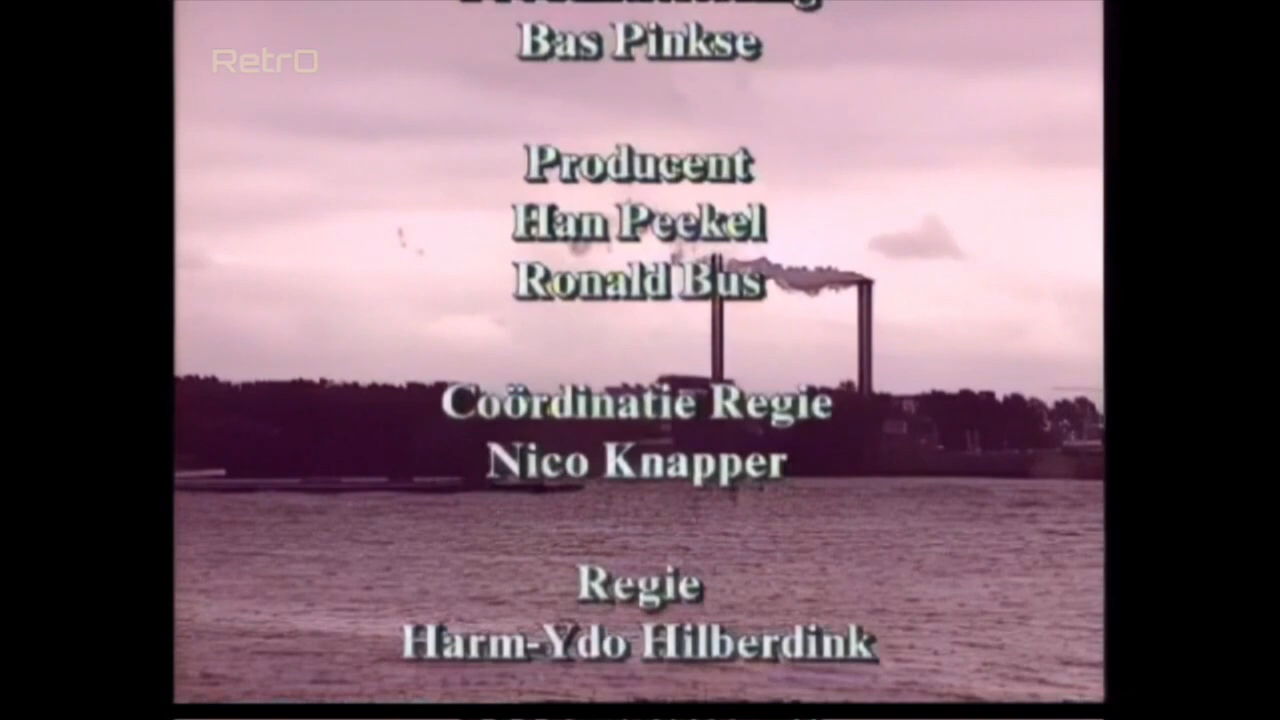 RetrO
Bas Pinkse
Producent
Han Peekel
Ronald Bus
Coördinatie Regie
Nico Knapper
Regie
Harm-Ydo Hilberdink